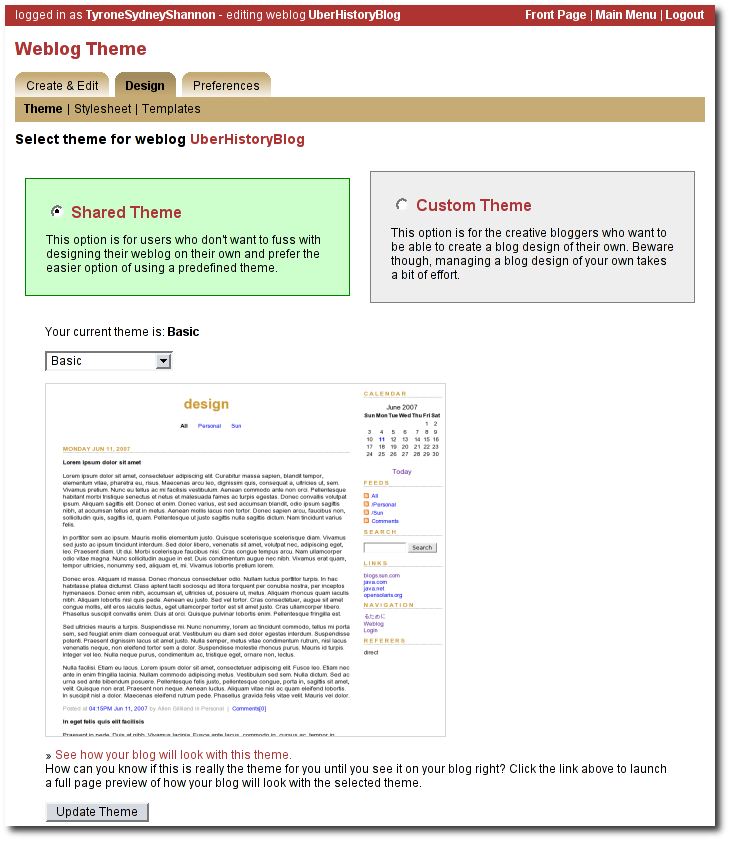 logged in as TyroneSydneyShannon - editing weblog UberHistoryBlog
Front Page | Main Menu | Logout
Weblog Theme
Create & Edit
Design
Preferences
Theme | Stylesheet | Templates
Select theme for weblog UberHistoryBlog
Shared Theme
This option is for users who don't want to fuss with
designing their weblog on their own and prefer the
easier option of using a predefined theme.
Custom Theme
This option is for the creative bloggers who want to
be able to create a blog design of their own. Beware
though, managing a blog design of your own takes
a bit of effort.
Your current theme is: Basic
Basic
design
All Personal Sun
MONDAY JUN 11, 2007
Lorem ipsum dolor sit amet
Lorem ipsum dolor sit amet, consectetuer adipiscing elit. Curabitur massa sapien, blandit tempor,
elementum vitae, pharetra eu, risus. Maecenas arcu leo, dignissim quis, consequat a, ultricies ut, sem.
Vivamus pretium. Nunc eu tellus ac mi facilisis vestibulum. Aenean commodo ante non orci. Pellentesque
habitant morbi tristique senectus et netus et malesuada fames ac turpis egestas. Donec convallis volutpat
ipsum. Aliquam sagittis elit. Donec et enim. Donec varius, est sed accumsan blandit, odio ipsum sagittis
nibh, at accumsan tellus erat in metus. Aenean mollis lacus non tortor. Donec sapien arcu, faucibus non,
sollicitudin quis, sagittis id, quam. Pellentesque ut justo sagittis nulla sagittis dictum. Nam tincidunt varius
felis.
In porttitor sem ac ipsum. Mauris mollis elementum justo. Quisque scelerisque scelerisque diam. Vivamus
sed justo ac ipsum tincidunt interdum. Sed ligula odio, venenatis sit amet, volutpat nec, adipiscing eget,
leo. Praesent diam. Ut dui. Morbi scelerisque faucibus nisi. Cras congue tempus arcu. Nam ullamcorper
odio vitae magna. Nunc sollicitudin augue in est. Duis condimentum augue nec nibh. Vivamus erat quam,
tempor ultricies, nonummy sed, aliquam et, mi. Vivamus lobortis pretium lorem.
Donec eros. Aliquam id massa. Donec rhoncus consectetuer odio. Nullam luctus porttitor turpis. In hac
habitasse platea dictumst. Class aptent taciti sociosqu ad litora torquent per conubia nostra, per inceptos
hymenaeos. Donec enim nibh, accumsan et, ultricies ut, posuere ut, metus. Aliquam rhoncus quam iaculis
nibh. Aliquam lobortis nisl quis pede. Aenean ut dolor. Cras consectetuer, augue sit amet
congue mollis, elit eros iaculis lectus, eget ullamcorper tortor est sit amet justo. Cras ullamcorper libero.
Phasellus suscipit convallis enim. Duis at orci. Quisque pulvinar lobortis enim. Pellentesque fringilla est.
Sed ultricies mauris a turpis. Suspendisse mi. Nunc nonummy, lorem ac tincidunt commodo, tellus mi porta
sem, sed feugiat enim diam consequat erat. Vestibulum eu diam sed dolor egestas interdum. Suspendisse
potenti. Praesent dignissim lacus sit amet justo. Nulla semper, metus vitae condimentum rutrum, nisl lacus
venenatis neque, non eleifend tortor sem a dolor. Suspendisse molestie rhoncus purus. Mauris id turpis.
Integer vel leo. Nulla neque purus, condimentum ac, tristique eget, ornare non, lectus.
Nulla facilisi. Etiam eu lacus. Lorem ipsum dolor sit amet, consectetuer adipiscing elit. Fusce leo. Etiam nec
ante in enim fringilla lacinia. Nullam commodo adipiscing metus. Vestibulum sed sem. Nulla dictum. Sed ac
urna sed ante bibendum posuere. Pellentesque felis justo, pellentesque congue, porta in, sagittis sit amet,
velit. Quisque non erat. Praesent non neque. Aenean luctus. Aliquam vitae nisl ac quam eleifend lobortis.
In suscipit nisl a dolor. Maecenas eleifend rutrum pede. Phasellus gravida felis vitae velit. Mauris vel dolor.
Posted at 04:15PM Jun 11, 2007 by Allen Gilliland in Personal | Comments[0]
In eget felis quis elit facilisis
CALENDAR
June 2007
Sun Mon Tue Wed Thu Fri Sat
1 2
3 4 5 6 7 8 9
10 11 12 13 14 15 16
17 18 19 20 21 22 23
24 25 26 27 28 29 30
Today
FEEDS
All
/Personal
/Sun
Comments
SEARCH
Search
LINKS
blogs.sun.com
java.com
java.net
opensolaris.org
NAVIGATION
Weblog
Login
REFERERS
direct
» See how your blog will look with this theme.
How can you know if this is really the theme for you until you see it on your blog right? Click the link above to launch
a full page preview of how your blog will look with the selected theme.
Update Theme